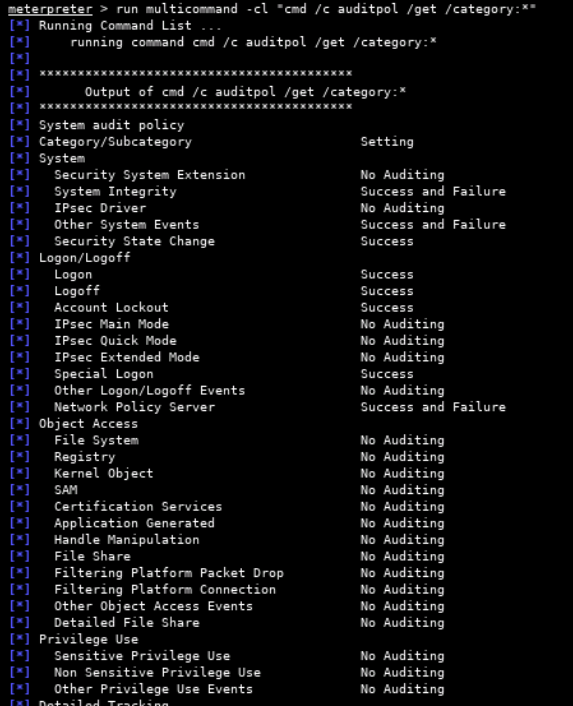 meterpreter > run multicommand -cl "cmd /c auditpol /get /category:*"
[*] Running Command List ...
[*]     running command cmd /c auditpol /get /category:*
[*]
[*] *****************************************
[*]       Output of cmd /c auditpol /get /category:*
[*] *****************************************
[*] System audit policy
[*] Category/Subcategory                      Setting
[*] System
[*]   Security System Extension               No Auditing
[*]   System Integrity                        Success and Failure
[*]   IPsec Driver                            No Auditing
[*]   Other System Events                     Success and Failure
[*]   Security State Change                   Success
[*] Logon/Logoff
[*]   Logon                                   Success
[*]   Logoff                                  Success
[*]   Account Lockout                         Success
[*]   IPsec Main Mode                         No Auditing
[*]   IPsec Quick Mode                        No Auditing
[*]   IPsec Extended Mode                     No Auditing
[*]   Special Logon                           Success
[*]   Other Logon/Logoff Events               No Auditing
[*]   Network Policy Server                   Success and Failure
[*] Object Access
[*]   File System                             No Auditing
[*]   Registry                                No Auditing
[*]   Kernel Object                           No Auditing
[*]   SAM                                     No Auditing
[*]   Certification Services                  No Auditing
[*]   Application Generated                   No Auditing
[*]   Handle Manipulation                     No Auditing
[*]   File Share                              No Auditing
[*]   Filtering Platform Packet Drop          No Auditing
[*]   Filtering Platform Connection           No Auditing
[*]   Other Object Access Events              No Auditing
[*]   Detailed File Share                     No Auditing
[*] Privilege Use
[*]   Sensitive Privilege Use                 No Auditing
[*]   Non Sensitive Privilege Use             No Auditing
[*]   Other Privilege Use Events              No Auditing
[*] Detailed Tracking